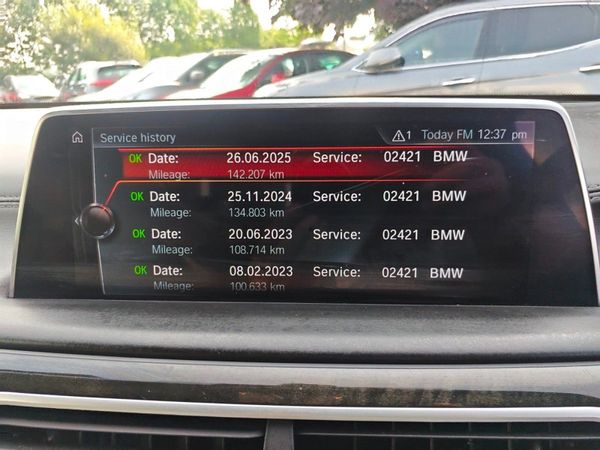 Service history ⚠1 Today FM 12:37 pm
OK Date: 26.06.2025 Service: 02421 BMW
Mileage: 142.207 km
OK Date: 25.11.2024 Service: 02421 BMW
Mileage: 134.803 km
OK Date: 20.06.2023 Service: 02421 BMW
Mileage: 108.714 km
OK Date: 08.02.2023 Service: 02421 BMW
Mileage: 100.633 km